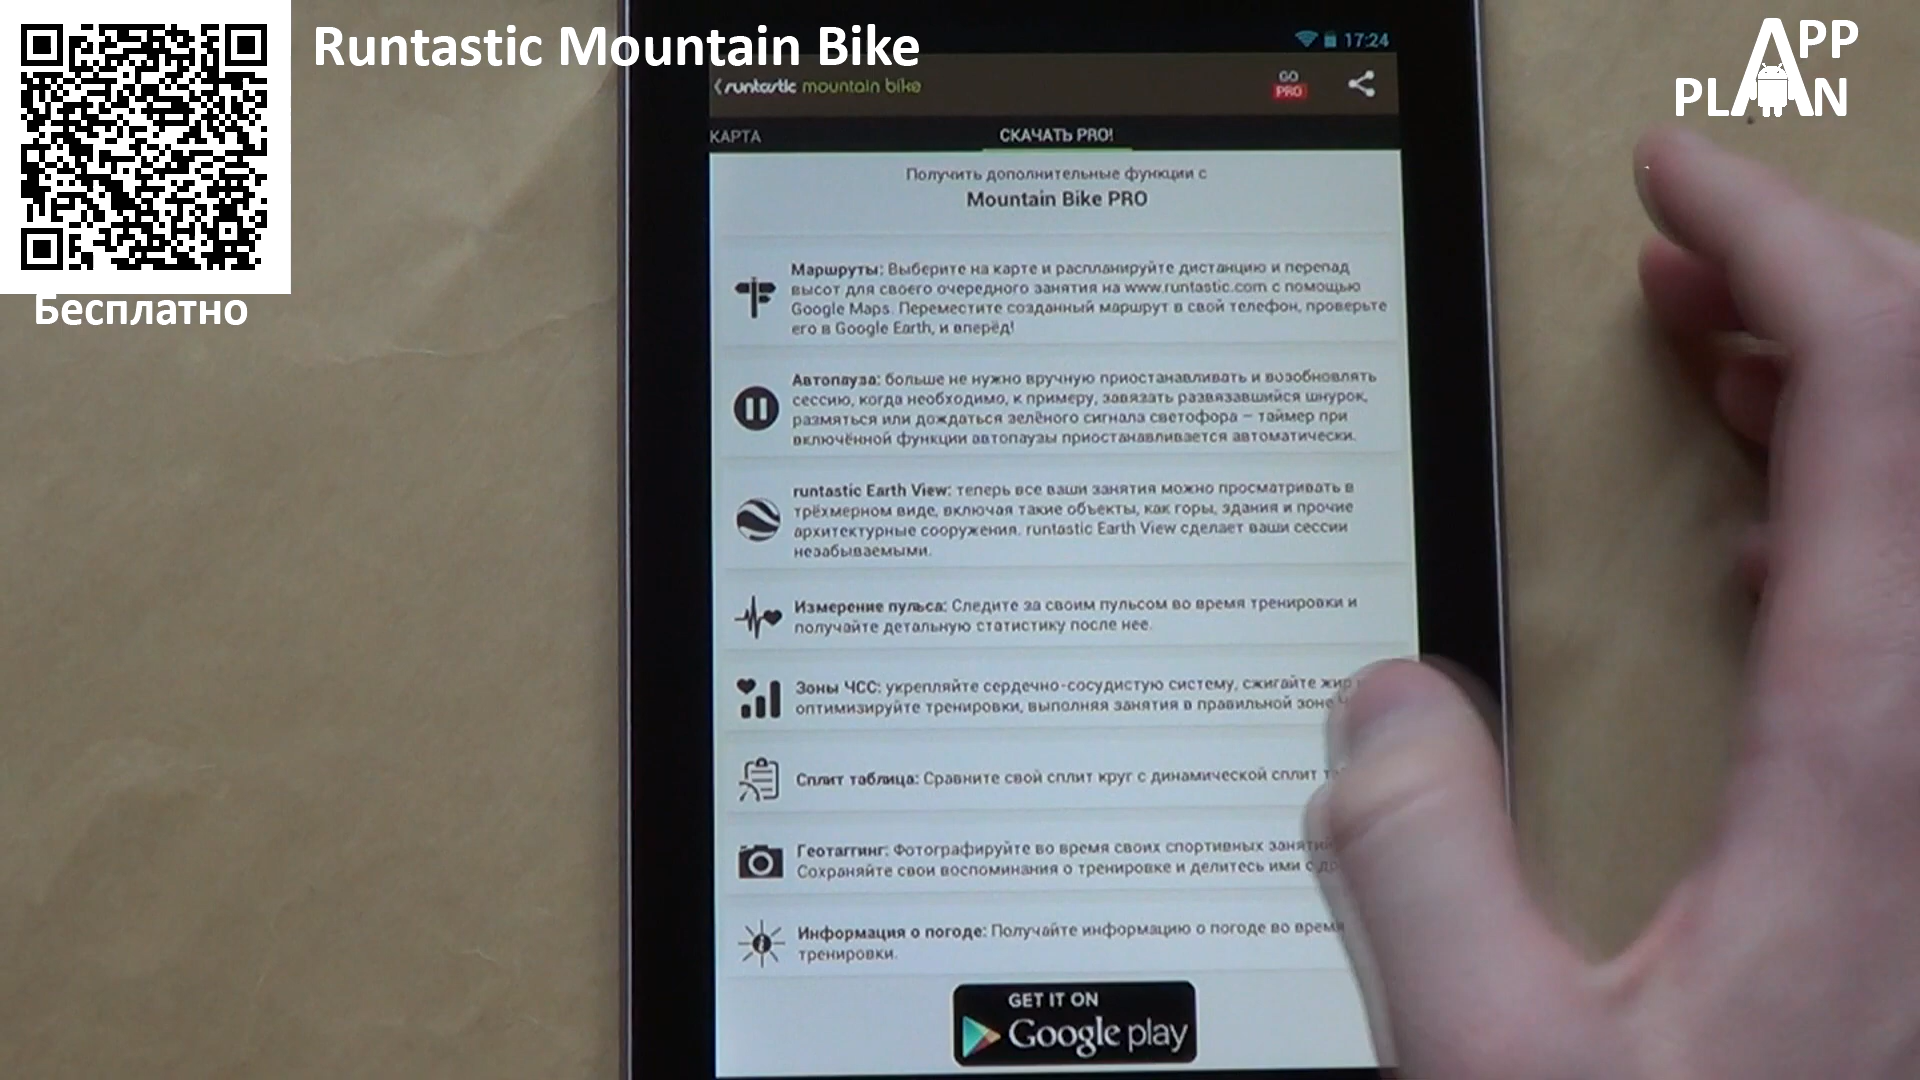 Runtastic Mountain Bike
APP
PLAN
Бесплатно
17:24
runtastic mountain bike
GO
PRO
КАРТА
СКАЧАТЬ PRO!
Получить дополнительные функции с
Mountain Bike PRO
Маршруты: Выберите на карте и распланируйте дистанцию и перепад
высот для своего очередного занятия на www.runtastic.com с помощью
Google Maps. Переместите созданный маршрут в свой телефон, проверьте
его в Google Earth, и вперёд!
Автопауза: больше не нужно вручную приостанавливать и возобновлять
сессию, когда необходимо, к примеру, завязать развязавшийся шнурок,
размяться или дождаться зелёного сигнала светофора – таймер при
включённой функции автопаузы приостанавливается автоматически.
runtastic Earth View: теперь все ваши занятия можно просматривать в
трёхмерном виде, включая такие объекты, как горы, здания и прочие
архитектурные сооружения. runtastic Earth View сделает ваши сессии
незабываемыми.
Измерение пульса: Следите за своим пульсом во время тренировки и
получайте детальную статистику после нее.
Зоны ЧСС: укрепляйте сердечно-сосудистую систему, сжигайте жир
оптимизируйте тренировки, выполняя занятия в правильной зоне
Сплит таблица: Сравните свой сплит круг с динамической сплит
Геотаггинг: Фотографируйте во время своих спортивных занятий
Сохраняйте свои воспоминания о тренировке и делитесь ими с
Информация о погоде: Получайте информацию о погоде во время
тренировки.
GET IT ON
Google play